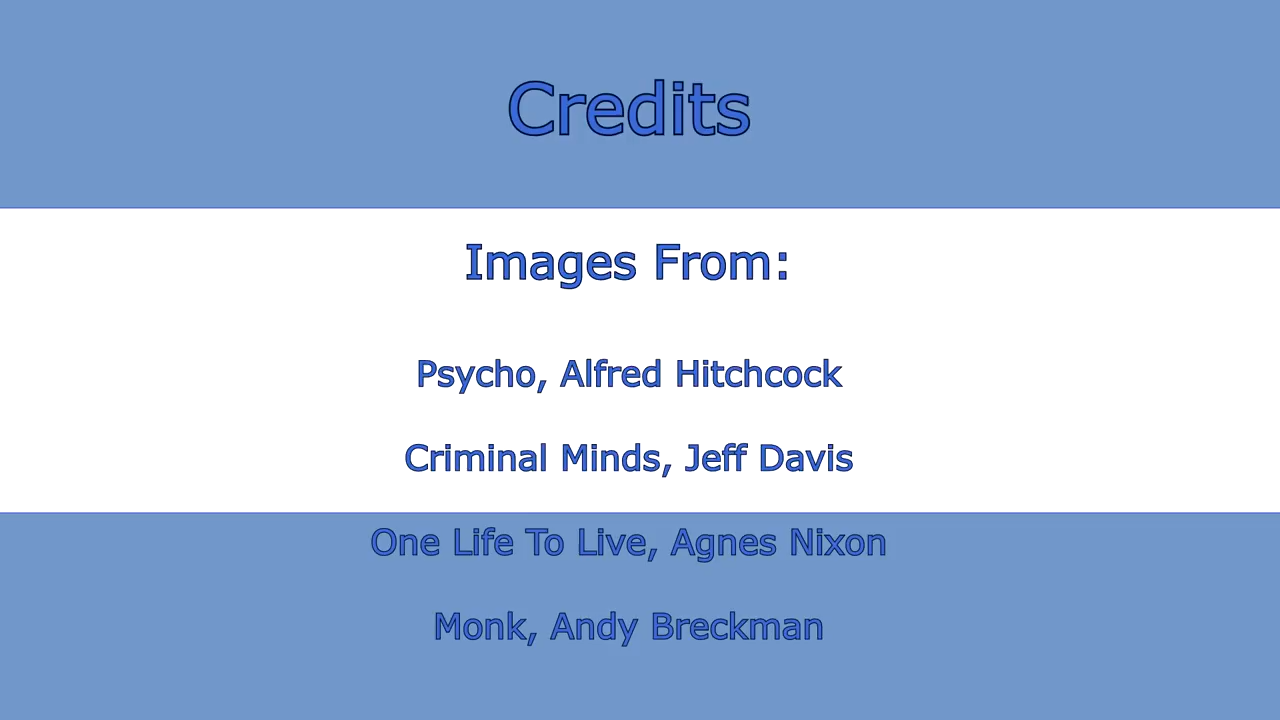 Credits
Images From:
Psycho, Alfred Hitchcock
Criminal Minds, Jeff Davis
One Life To Live, Agnes Nixon
Monk, Andy Breckman